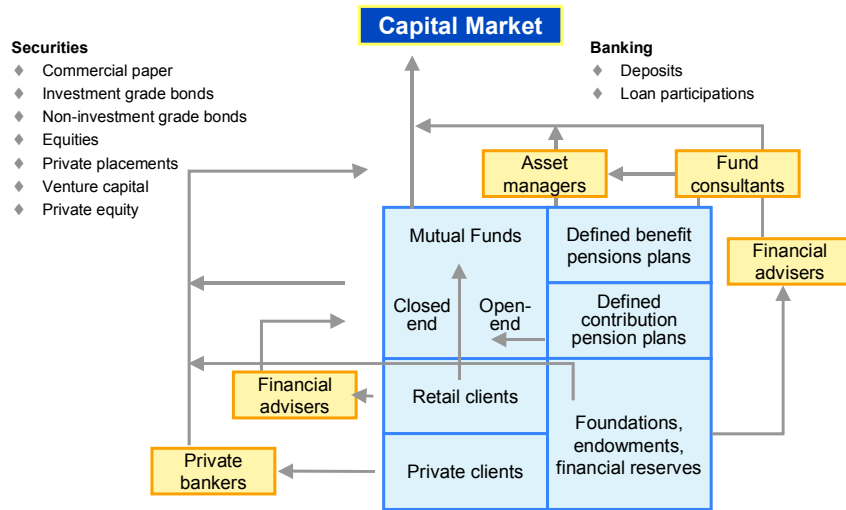 Capital Market
Securities
♦ Commercial paper
♦ Investment grade bonds
♦ Non-investment grade bonds
♦ Equities
♦ Private placements
♦ Venture capital
♦ Private equity
Banking
♦ Deposits
♦ Loan participations
Asset
managers
Fund
consultants
Mutual Funds
Defined benefit
pensions plans
Financial
advisers
Closed
end
Open-
end
Defined
contribution
pension plans
Financial
advisers
Retail clients
Foundations,
endowments,
financial reserves
Private
bankers
Private clients